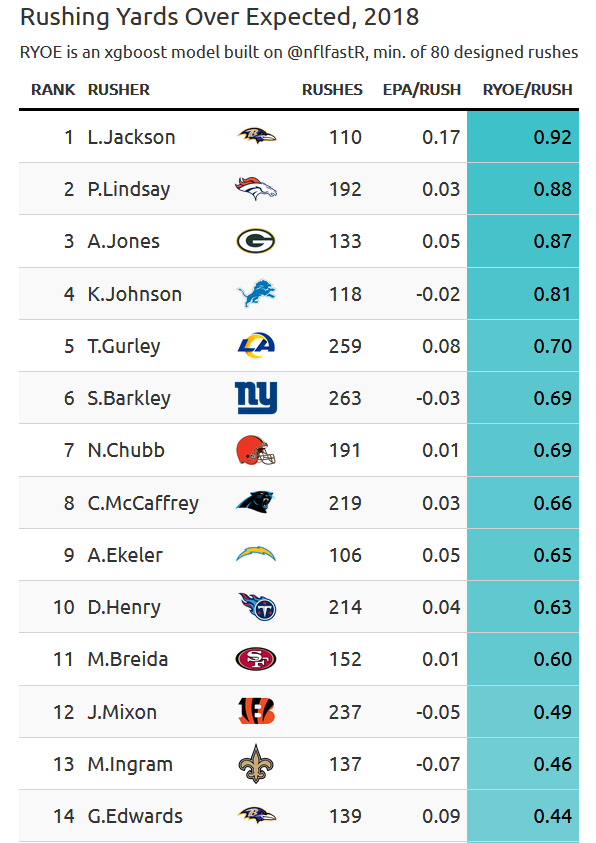 Rushing Yards Over Expected, 2018
RYOE is an xgboost model built on @nflfastR, min. of 80 designed rushes
RANK RUSHER RUSHES EPA/RUSH RYOE/RUSH
1 L.Jackson 110 0.17 0.92
2 P.Lindsay 192 0.03 0.88
3 A.Jones G 133 0.05 0.87
4 K.Johnson 118 -0.02 0.81
5 T.Gurley LA 259 0.08 0.70
6 S.Barkley ny 263 -0.03 0.69
7 N.Chubb 191 0.01 0.69
8 C.McCaffrey 219 0.03 0.66
9 A.Ekeler 106 0.05 0.65
10 D.Henry T 214 0.04 0.63
11 M.Breida SF 152 0.01 0.60
12 J.Mixon B 237 -0.05 0.49
13 M.Ingram 137 -0.07 0.46
14 G.Edwards 139 0.09 0.44